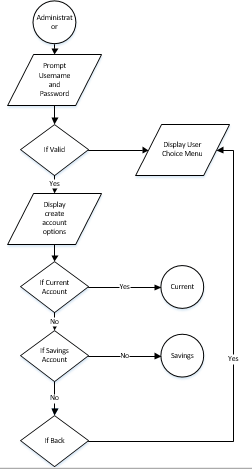 Administrat
or
Prompt
Username
and
Password
If Valid
Display User
Choice Menu
Yes
Display
create
account
options
If Current
Account
Yes
Current
No
If Savings
Account
No
Savings
Yes
No
If Back